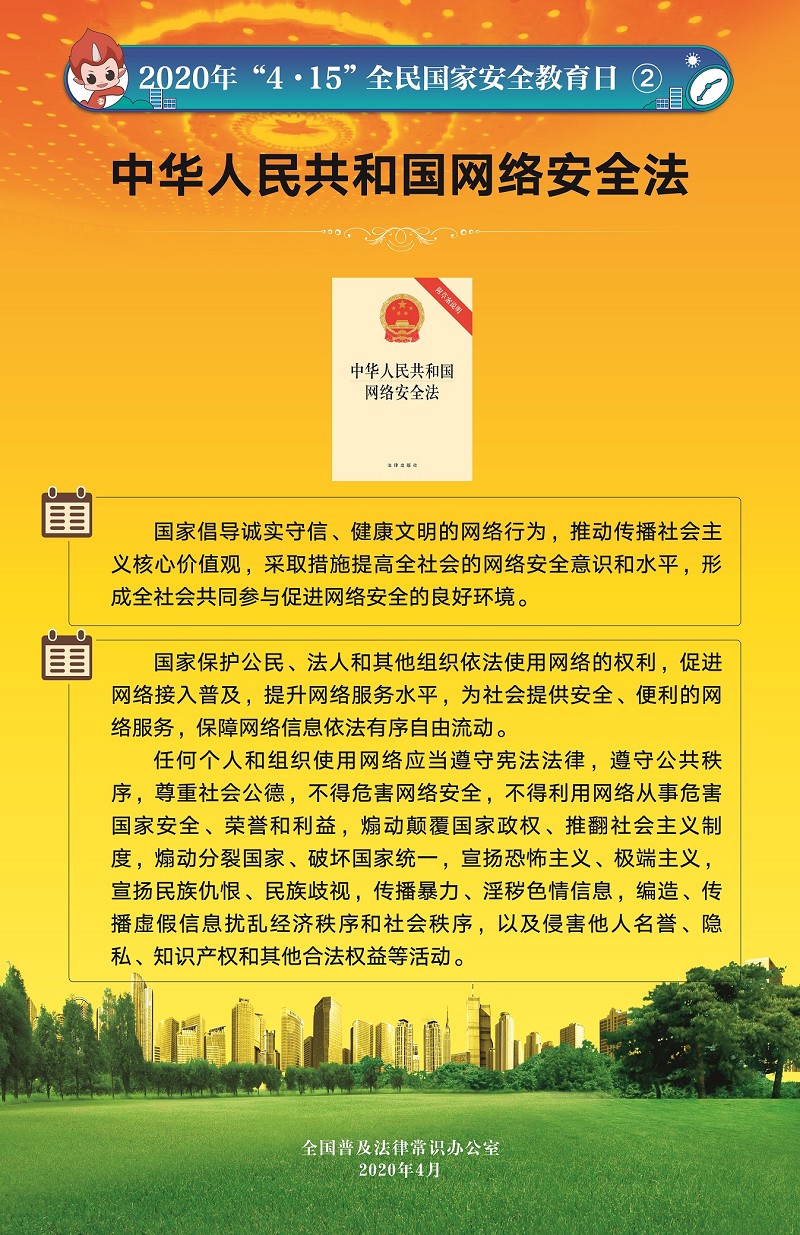 2020年“4·15”全民国家安全教育日 ②
中华人民共和国网络安全法
附草案说明
中华人民共和国
网络安全法
法律出版社
国家倡导诚实守信、健康文明的网络行为，推动传播社会主
义核心价值观，采取措施提高全社会的网络安全意识和水平，形
成全社会共同参与促进网络安全的良好环境。
国家保护公民、法人和其他组织依法使用网络的权利，促进
网络接入普及，提升网络服务水平，为社会提供安全、便利的网
络服务，保障网络信息依法有序自由流动。
任何个人和组织使用网络应当遵守宪法法律，遵守公共秩
序，尊重社会公德，不得危害网络安全，不得利用网络从事危害
国家安全、荣誉和利益，煽动颠覆国家政权、推翻社会主义制
度，煽动分裂国家、破坏国家统一，宣扬恐怖主义、极端主义，
宣扬民族仇恨、民族歧视，传播暴力、淫秽色情信息，编造、传
播虚假信息扰乱经济秩序和社会秩序，以及侵害他人名誉、隐
私、知识产权和其他合法权益等活动。
全国普及法律常识办公室
2020年4月